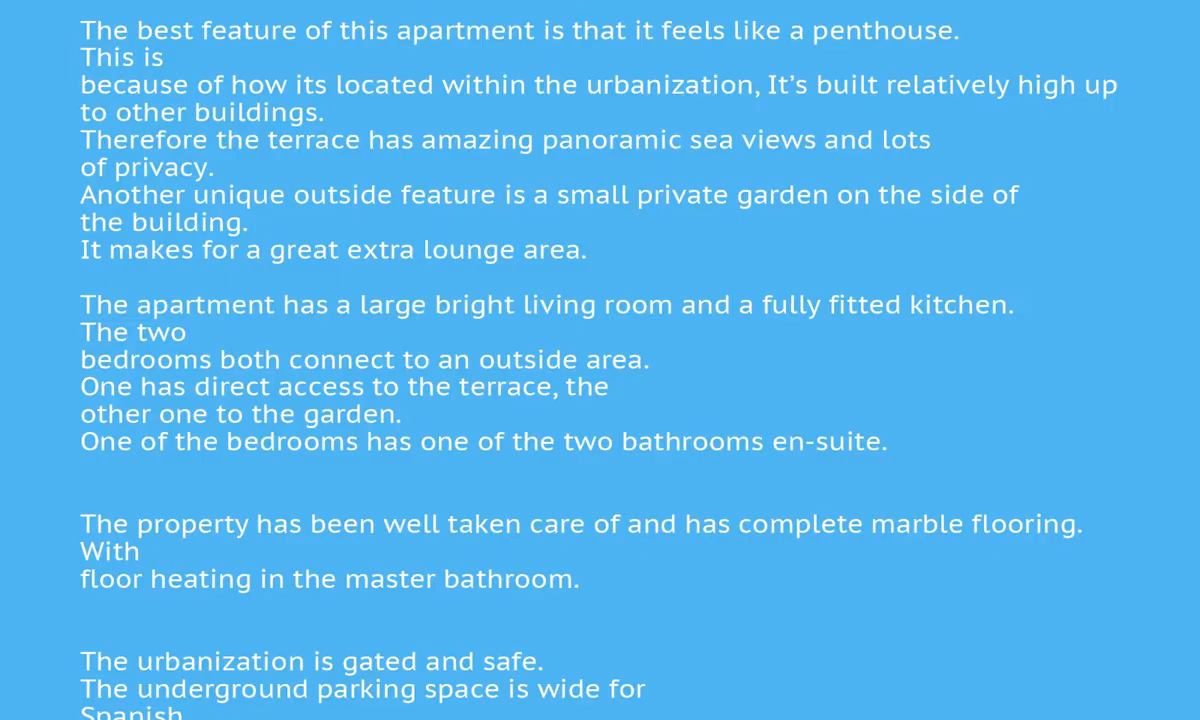 The best feature of this apartment is that it feels like a penthouse.
This is
because of how its located within the urbanization, It’s built relatively high up
to other buildings.
Therefore the terrace has amazing panoramic sea views and lots
of privacy.
Another unique outside feature is a small private garden on the side of
the building.
It makes for a great extra lounge area.
The apartment has a large bright living room and a fully fitted kitchen.
The two
bedrooms both connect to an outside area.
One has direct access to the terrace, the
other one to the garden.
One of the bedrooms has one of the two bathrooms en-suite.
The property has been well taken care of and has complete marble flooring.
With
floor heating in the master bathroom.
The urbanization is gated and safe.
The underground parking space is wide for
Spanish